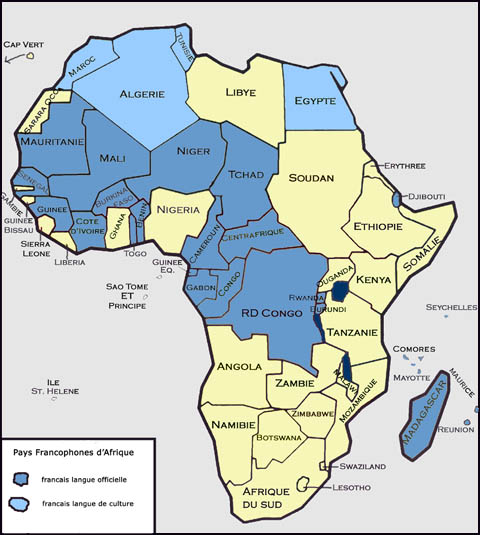 CAP VERT
MAROC
TUNISIE
ALGERIE
LIBYE
EGYPTE
SAHARA OCC
MAURITANIE
MALI
NIGER
TCHAD
SOUDAN
ERYTHREE
SENEGAL
GAMBIE
GUINEE
BISSAU
GUINEE
SIERRA
LEONE
LIBERIA
COTE
D'IVOIRE
BURKINA
FASO
GHANA
TOGO
BENIN
NIGERIA
CAMEROUN
CENTRAFRIQUE
DJIBOUTI
ETHIOPIE
SOMALIE
GUINEE
EQ.
SAO TOME
ET
PRINCIPE
GABON
CONGO
RD CONGO
OUGANDA
KENYA
RWANDA
BURUNDI
TANZANIE
SEYCHELLES
COMORES
MAYOTTE
MAURICE
REUNION
MADAGASCAR
ILE
ST. HELENE
ANGOLA
ZAMBIE
MALAWI
MOZAMBIQUE
ZIMBABWE
NAMIBIE
BOTSWANA
SWAZILAND
LESOTHO
AFRIQUE
DU SUD
Pays Francophones d'Afrique
francais langue officielle
francais langue de culture